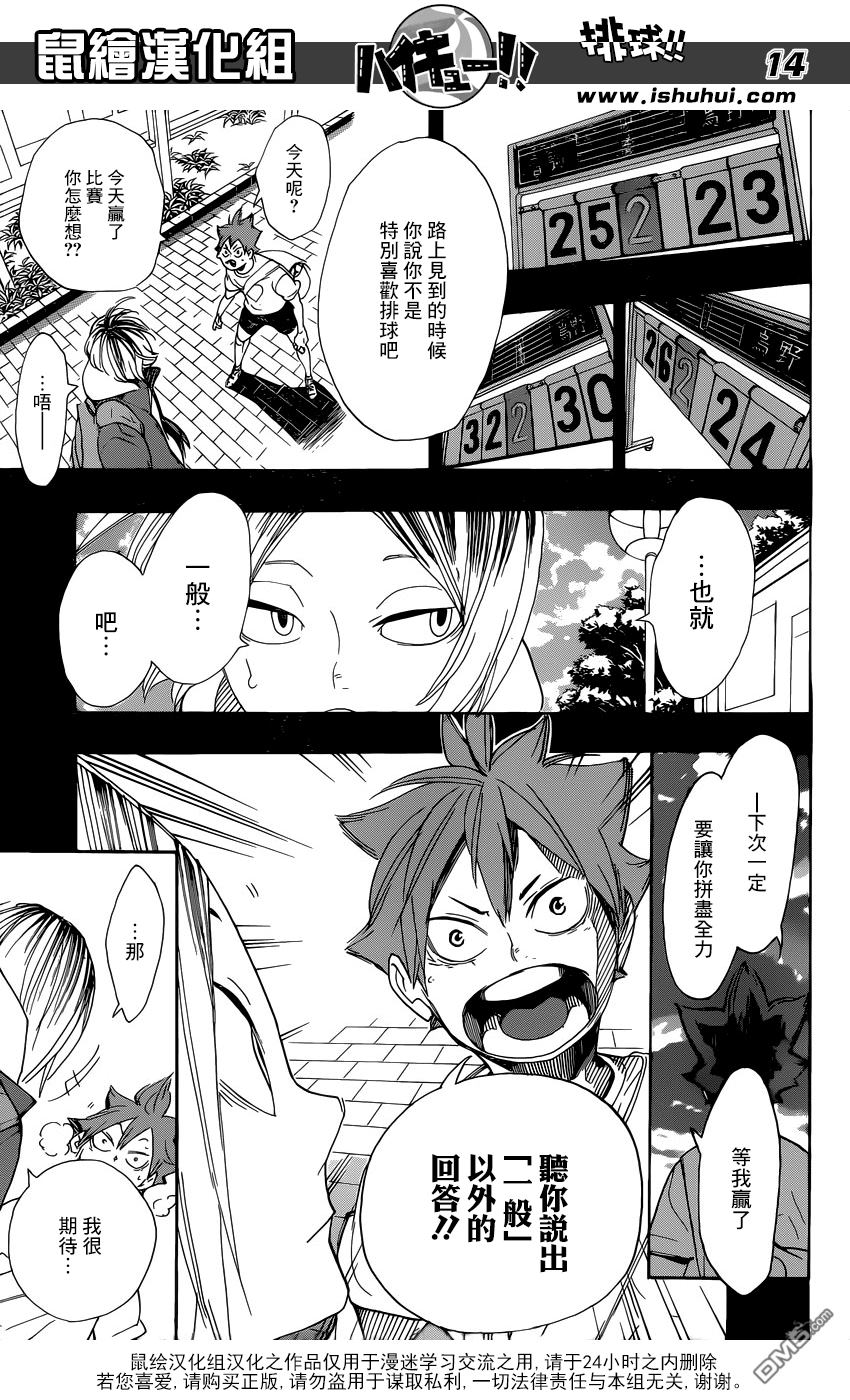 鼠繪漢化組
ハイキュー!!
排球!!
14
www.ishuhui.com
烏野
25 2 23
烏野
26 2 24
32 2 30
路上見到的時候
你說你不是
特別喜歡排球吧
今天呢?
今天贏了
比賽
你怎麼想??
…唔——
…也就
一般…
吧…
—下次一定
要讓你拼盡全力
等我贏了
聽你說出
「一般」
以外的
回答!!
…那
我很
期待…
鼠绘汉化组汉化之作品仅用于漫迷学习交流之用, 请于24小时之内删除
若您喜爱, 请购买正版, 请勿用于谋取私利, 一切法律责任与本组无关, 谢谢。
DM5.com